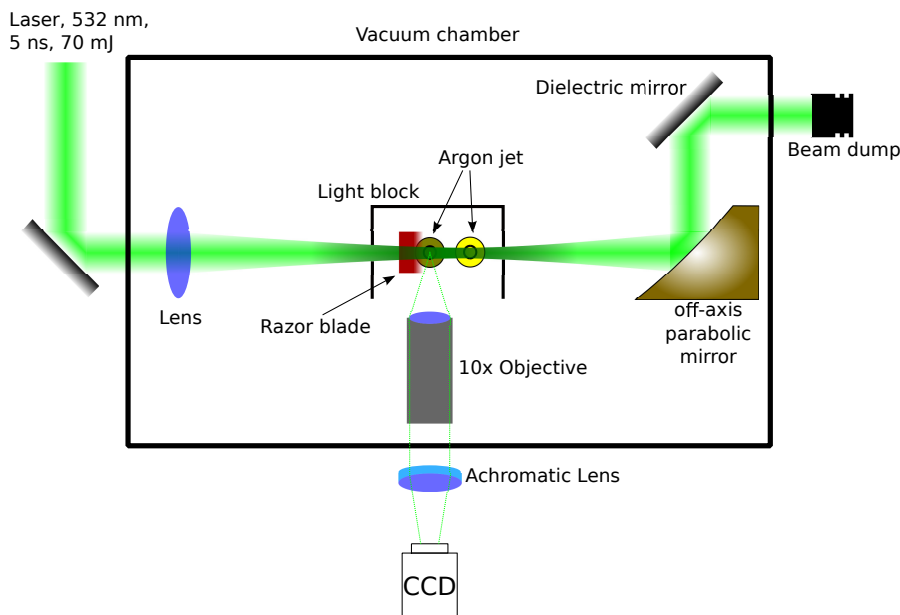 Laser, 532 nm,
5 ns, 70 mJ
Vacuum chamber
Dielectric mirror
Beam dump
Argon jet
Light block
Lens
Razor blade
off-axis
parabolic
mirror
10x Objective
Achromatic Lens
CCD